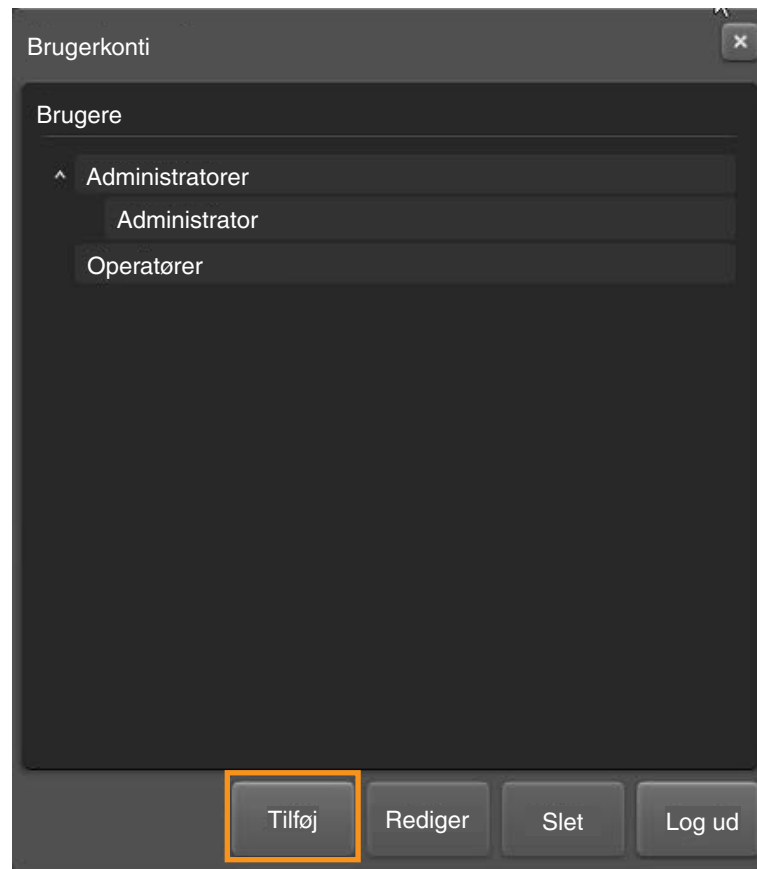 Brugerkonti
Brugere
Administratorer
Administrator
Operatører
Tilføj Rediger Slet Log ud